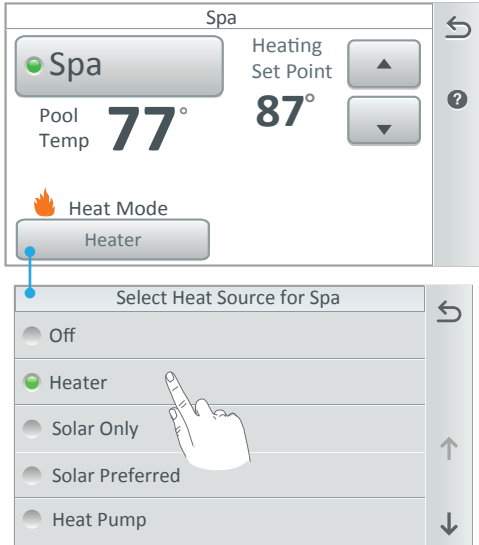 Spa
Spa
Heating
Set Point
87°
Pool
Temp
77°
Heat Mode
Heater
?
Select Heat Source for Spa
Off
Heater
Solar Only
Solar Preferred
Heat Pump